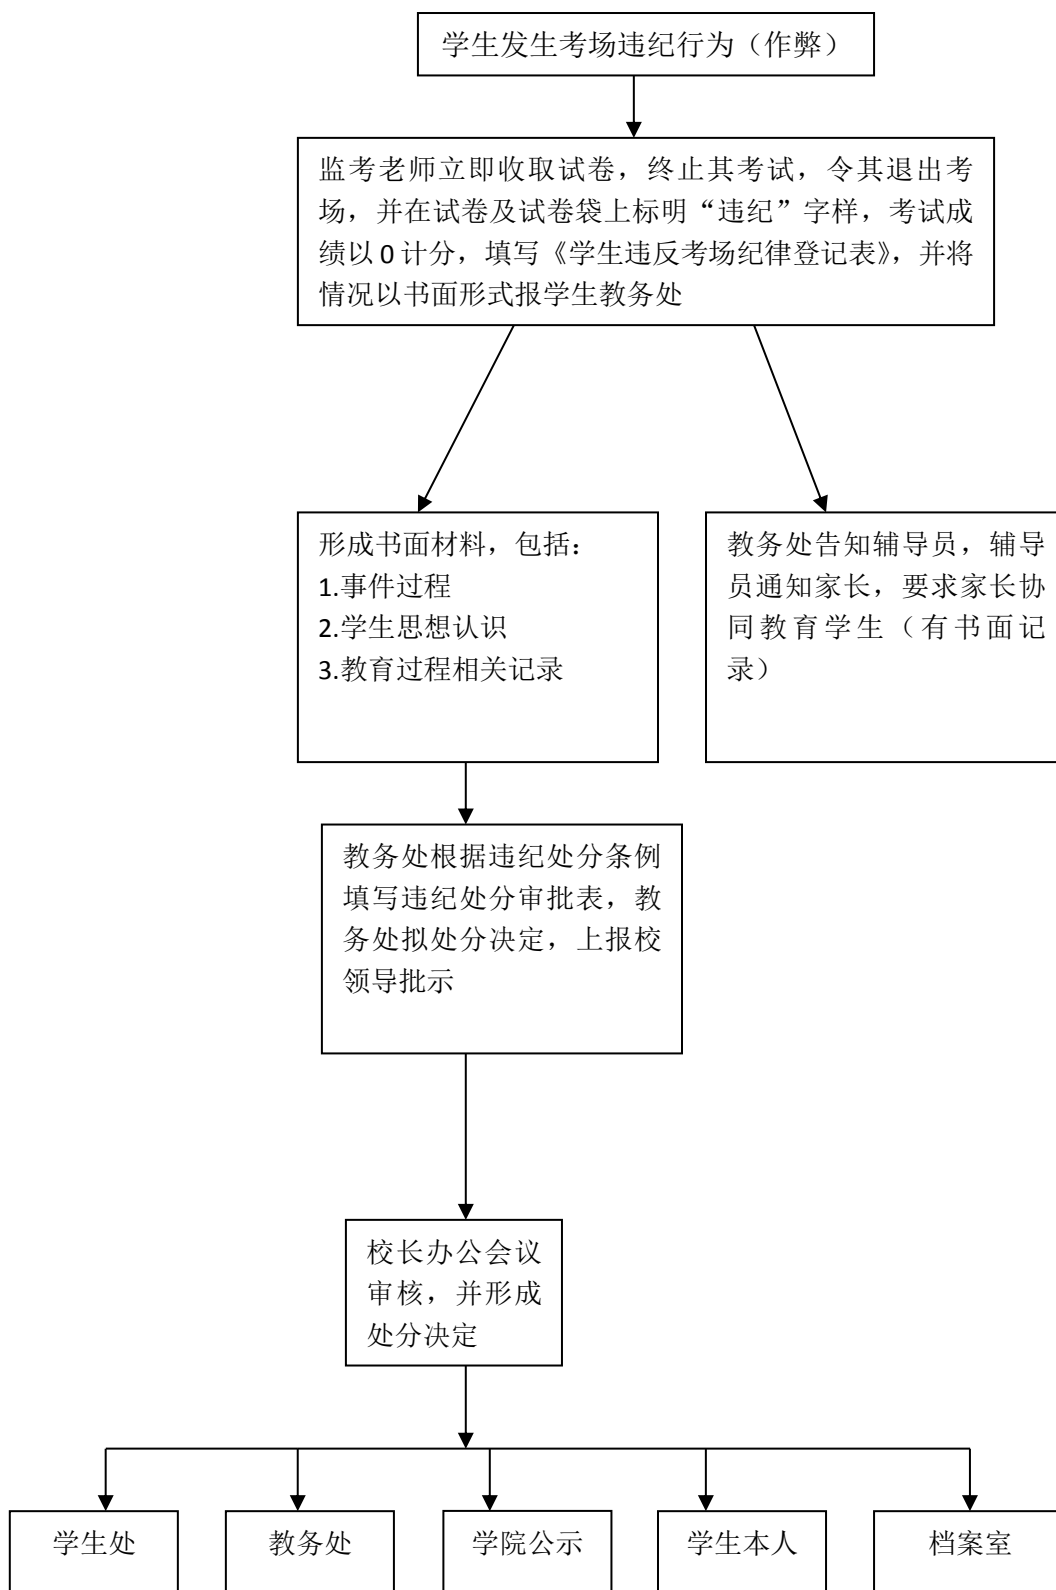 学生发生考场违纪行为（作弊）
监考老师立即收取试卷，终止其考试，令其退出考
场，并在试卷及试卷袋上标明“违纪”字样，考试成
绩以 0 计分，填写《学生违反考场纪律登记表》，并将
情况以书面形式报学生教务处
形成书面材料，包括：
1.事件过程
2.学生思想认识
3.教育过程相关记录
教务处告知辅导员，辅导
员通知家长，要求家长协
同教育学生（有书面记
录）
教务处根据违纪处分条例
填写违纪处分审批表，教
务处拟处分决定，上报校
领导批示
校长办公会议
审核，并形成
处分决定
学生处
教务处
学院公示
学生本人
档案室